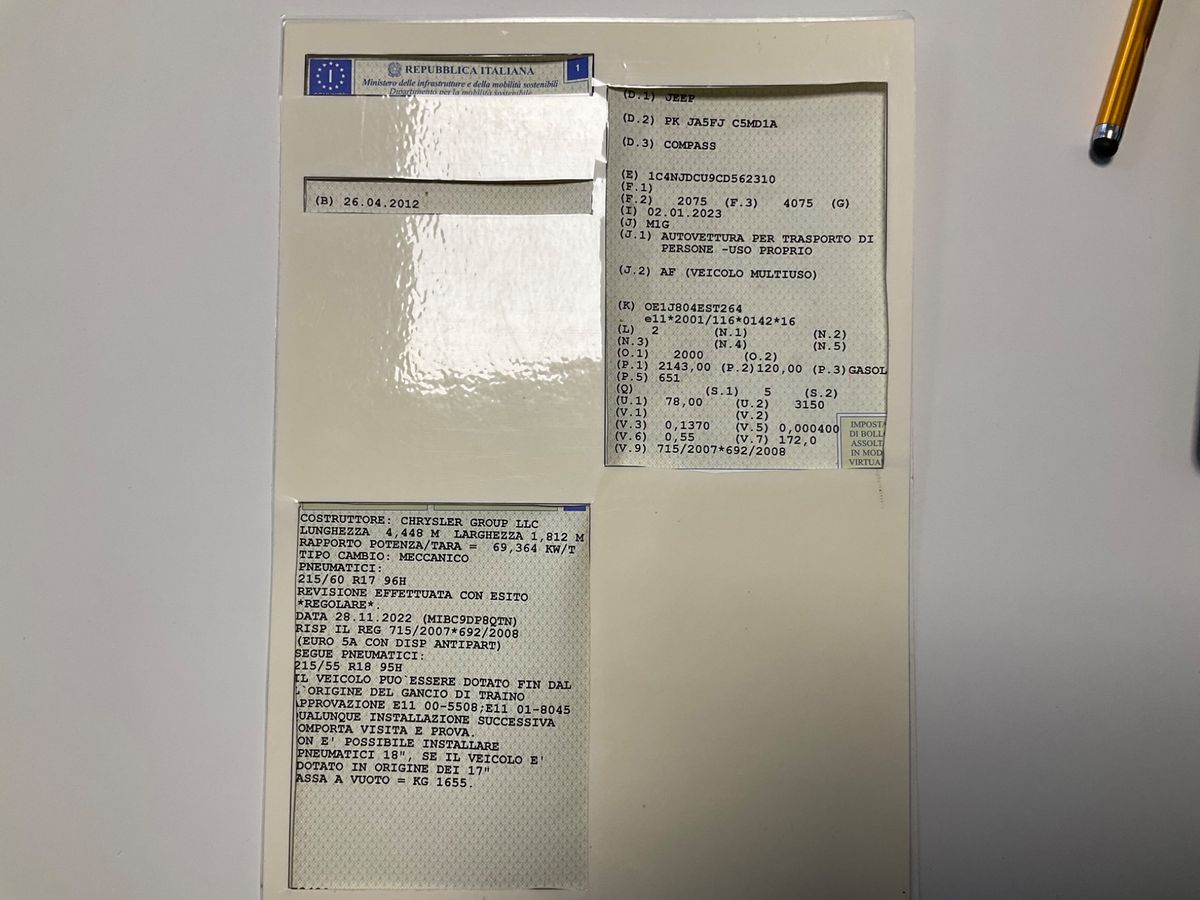 I
REPUBBLICA ITALIANA
1
Ministero delle infrastrutture e della mobilità sostenibili
Dipartimento per la mobilità sostenibile
(B) 26.04.2012
(D.1) JEEP
(D.2) PK JA5FJ C5MD1A
(D.3) COMPASS
(E) 1C4NJDCU9CD562310
(F.1)
(F.2) 2075 (F.3) 4075 (G)
(I) 02.01.2023
(J) M1G
(J.1) AUTOVETTURA PER TRASPORTO DI
PERSONE -USO PROPRIO
(J.2) AF (VEICOLO MULTIUSO)
(K) OE1J804EST264
e11*2001/116*0142*16
(L) 2 (N.1) (N.2)
(N.3) (N.4) (N.5)
(O.1) 2000 (O.2)
(P.1) 2143,00 (P.2)120,00 (P.3)GASOL
(P.5) 651
(Q) (S.1) 5 (S.2)
(U.1) 78,00 (U.2) 3150
(V.1) (V.2)
(V.3) 0,1370 (V.5) 0,000400
(V.6) 0,55 (V.7) 172,0
(V.9) 715/2007*692/2008
IMPOSTA
DI BOLL
ASSOLT
IN MOD
VIRTUA
COSTRUTTORE: CHRYSLER GROUP LLC
LUNGHEZZA 4,448 M LARGHEZZA 1,812 M
RAPPORTO POTENZA/TARA = 69,364 KW/T
TIPO CAMBIO: MECCANICO
PNEUMATICI:
215/60 R17 96H
REVISIONE EFFETTUATA CON ESITO
*REGOLARE*.
DATA 28.11.2022 (MIBC9DP8QTN)
RISP IL REG 715/2007*692/2008
(EURO 5A CON DISP ANTIPART)
SEGUE PNEUMATICI:
215/55 R18 95H
IL VEICOLO PUO`ESSERE DOTATO FIN DAL
L`ORIGINE DEL GANCIO DI TRAINO
APPROVAZIONE E11 00-5508;E11 01-8045
QUALUNQUE INSTALLAZIONE SUCCESSIVA
OMPORTA VISITA E PROVA.
ON E' POSSIBILE INSTALLARE
PNEUMATICI 18", SE IL VEICOLO E'
DOTATO IN ORIGINE DEI 17"
ASSA A VUOTO = KG 1655.